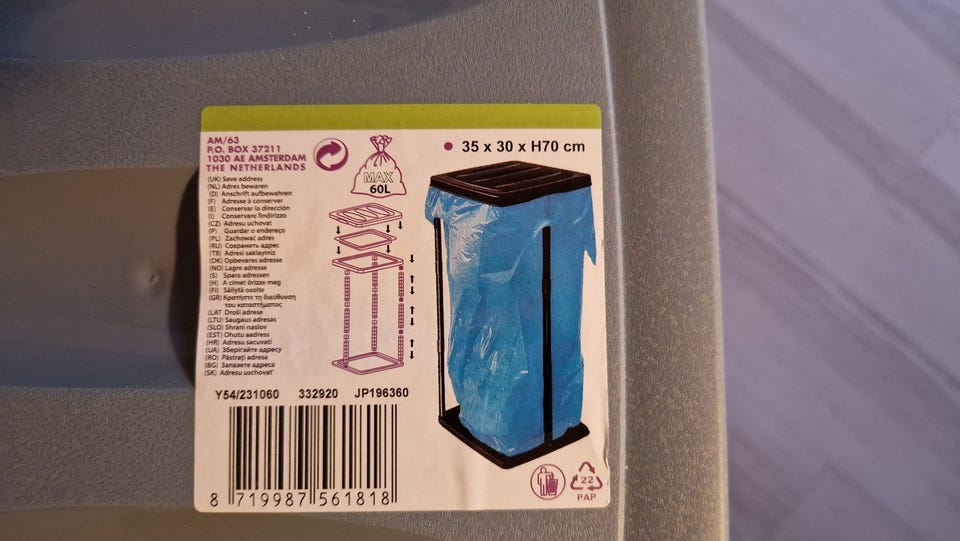 AM/63
P.O. BOX 37211
1030 AE AMSTERDAM
THE NETHERLANDS
(UK) Save address
(NL) Adres bewaren
(D) Anschrift aufbewahren
(F) Adresse à conserver
(E) Conservar la dirección
(I) Conservare l'indirizzo
(CZ) Adresu uchovat
(P) Guardar o endereço
(PL) Zachować adres
(RU) Сохранить адрес
(TR) Adresi saklayiniz
(DK) Opbevares adresse
(NO) Lagre adresse
(S) Spara adressen
(H) A címet őrizze meg
(FI) Säilytä osoite
(GR) Κρατήστε τη διεύθυνση
του καταστήματος
(LAT) Droši adrese
(LTU) Saugaus adresas
(SLO) Shrani naslov
(EST) Ohutu aadress
(HR) Adresu sacuvati
(UA) Зберігайте адресу
(RO) Păstrați adresa
(BG) Запазете адреса
(SK) Adresu uschovat'
MAX
60L
35 x 30 x H70 cm
Y54/231060 332920 JP196360
8 719987 561818
22
PAP